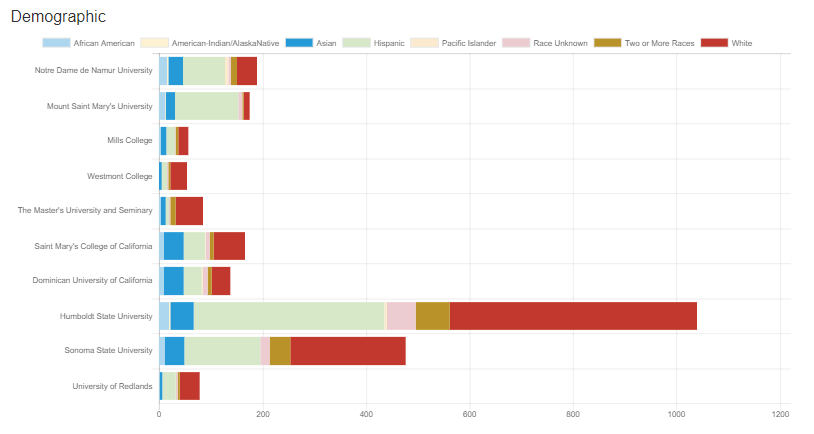 Demographic
African American American-Indian/AlaskaNative Asian Hispanic Pacific Islander Race Unknown Two or More Races White
Notre Dame de Namur University
Mount Saint Mary's University
Mills College
Westmont College
The Master's University and Seminary
Saint Mary's College of California
Dominican University of California
Humboldt State University
Sonoma State University
University of Redlands
0 200 400 600 800 1000 1200